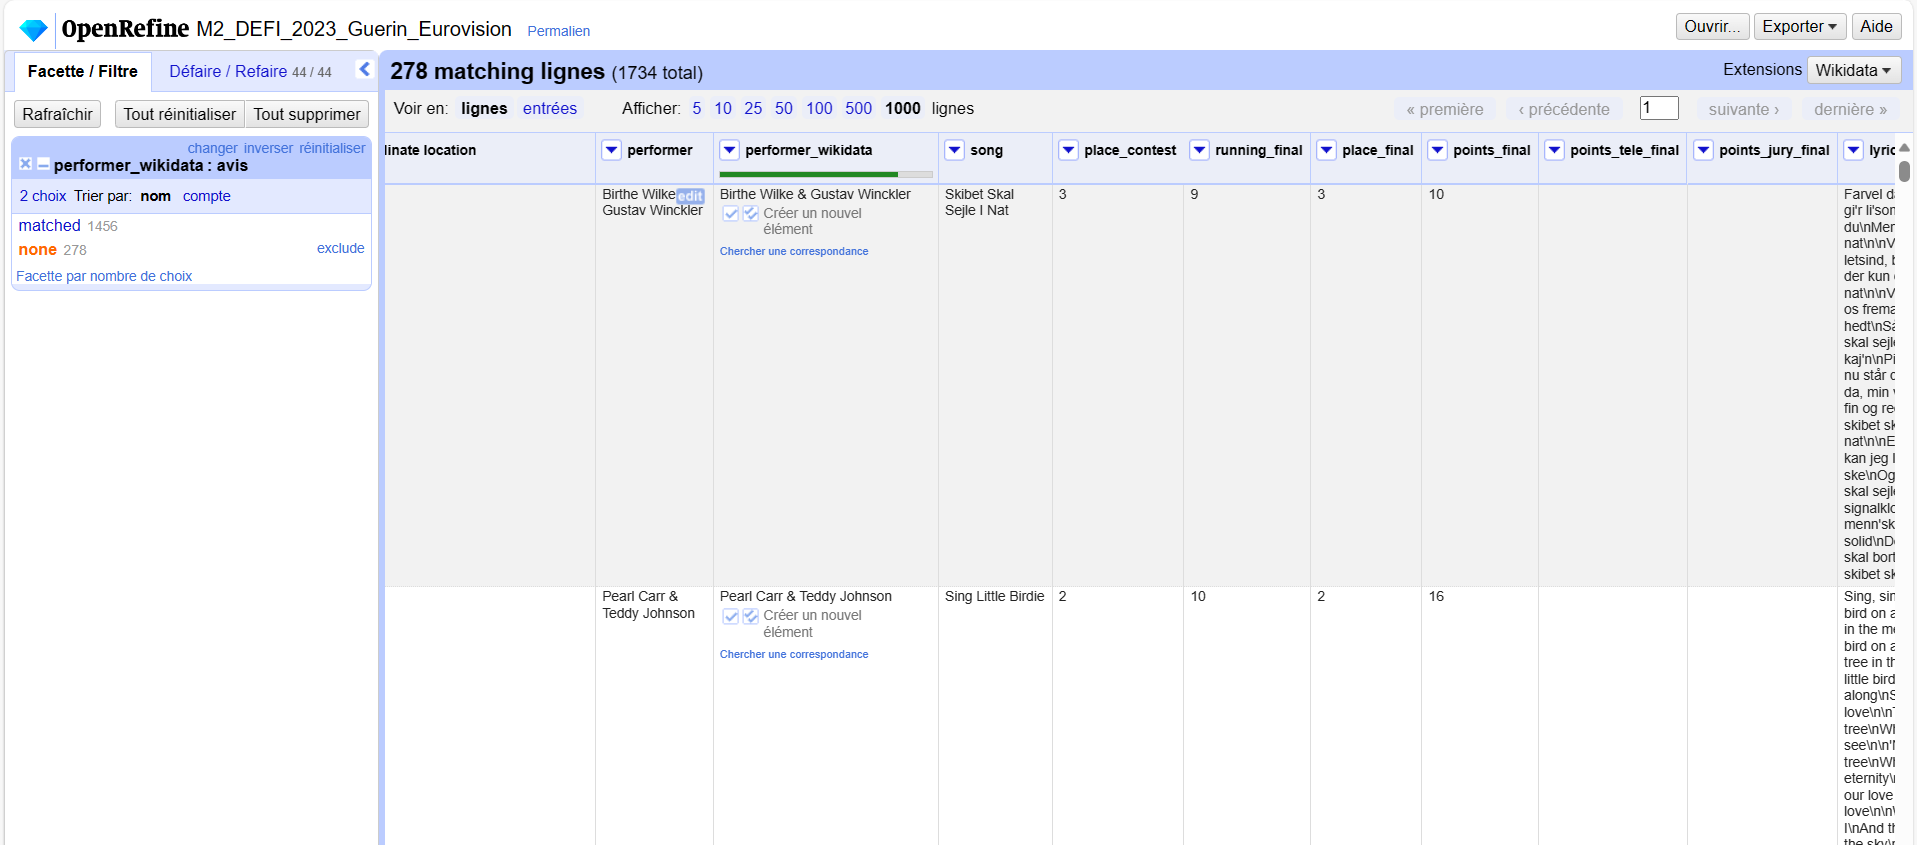 OpenRefine M2_DEFI_2023_Guerin_Eurovision Permalien
Ouvrir... Exporter Aide
Facette / Filtre Défaire / Refaire 44 / 44
278 matching lignes (1734 total)
Extensions Wikidata
Rafraîchir Tout réinitialiser Tout supprimer
Voir en: lignes entrées Afficher: 5 10 25 50 100 500 1000 lignes
« première ‹ précédente 1 suivante › dernière »
changer inverser réinitialiser
performer_wikidata : avis
2 choix Trier par: nom compte
matched 1456
none 278 exclude
Facette par nombre de choix
linate location performer performer_wikidata song place_contest running_final place_final points_final points_tele_final points_jury_final lyric
Birthe Wilke edit
Gustav Winckler
Birthe Wilke & Gustav Winckler
Créer un nouvel
élément
Chercher une correspondance
Skibet Skal
Sejle I Nat
3 9 3 10
Farvel d
gi'r li'son
du\nMer
nat\n\nV
letsind, b
der kun
nat\n\nV
os frema
hedt\nSå
skal sejle
kaj'n\nPi
nu står
da, min
fin og re
skibet sk
nat\n\nE
kan jeg
ske\nOg
skal sejle
signalklo
menn'sk
solid\nD
skal bort
skibet sk
Pearl Carr &
Teddy Johnson
Pearl Carr & Teddy Johnson
Créer un nouvel
élément
Chercher une correspondance
Sing Little Birdie
2 10 2 16
Sing, sin
bird on a
in the me
bird on a
tree in th
little bird
along\nS
love\n\n
tree\nWh
see\n\n'
tree\nWh
eternity\
our love
love\n\n\
I\nAnd th
the sky\